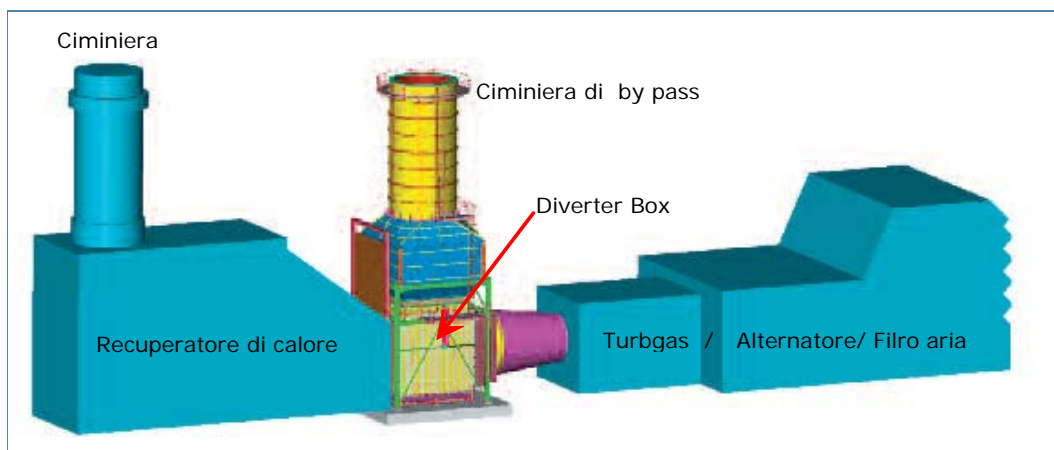 Ciminiera
Ciminiera di by pass
Diverter Box
Recuperatore di calore
Turbgas / Alternatore/ Filro aria